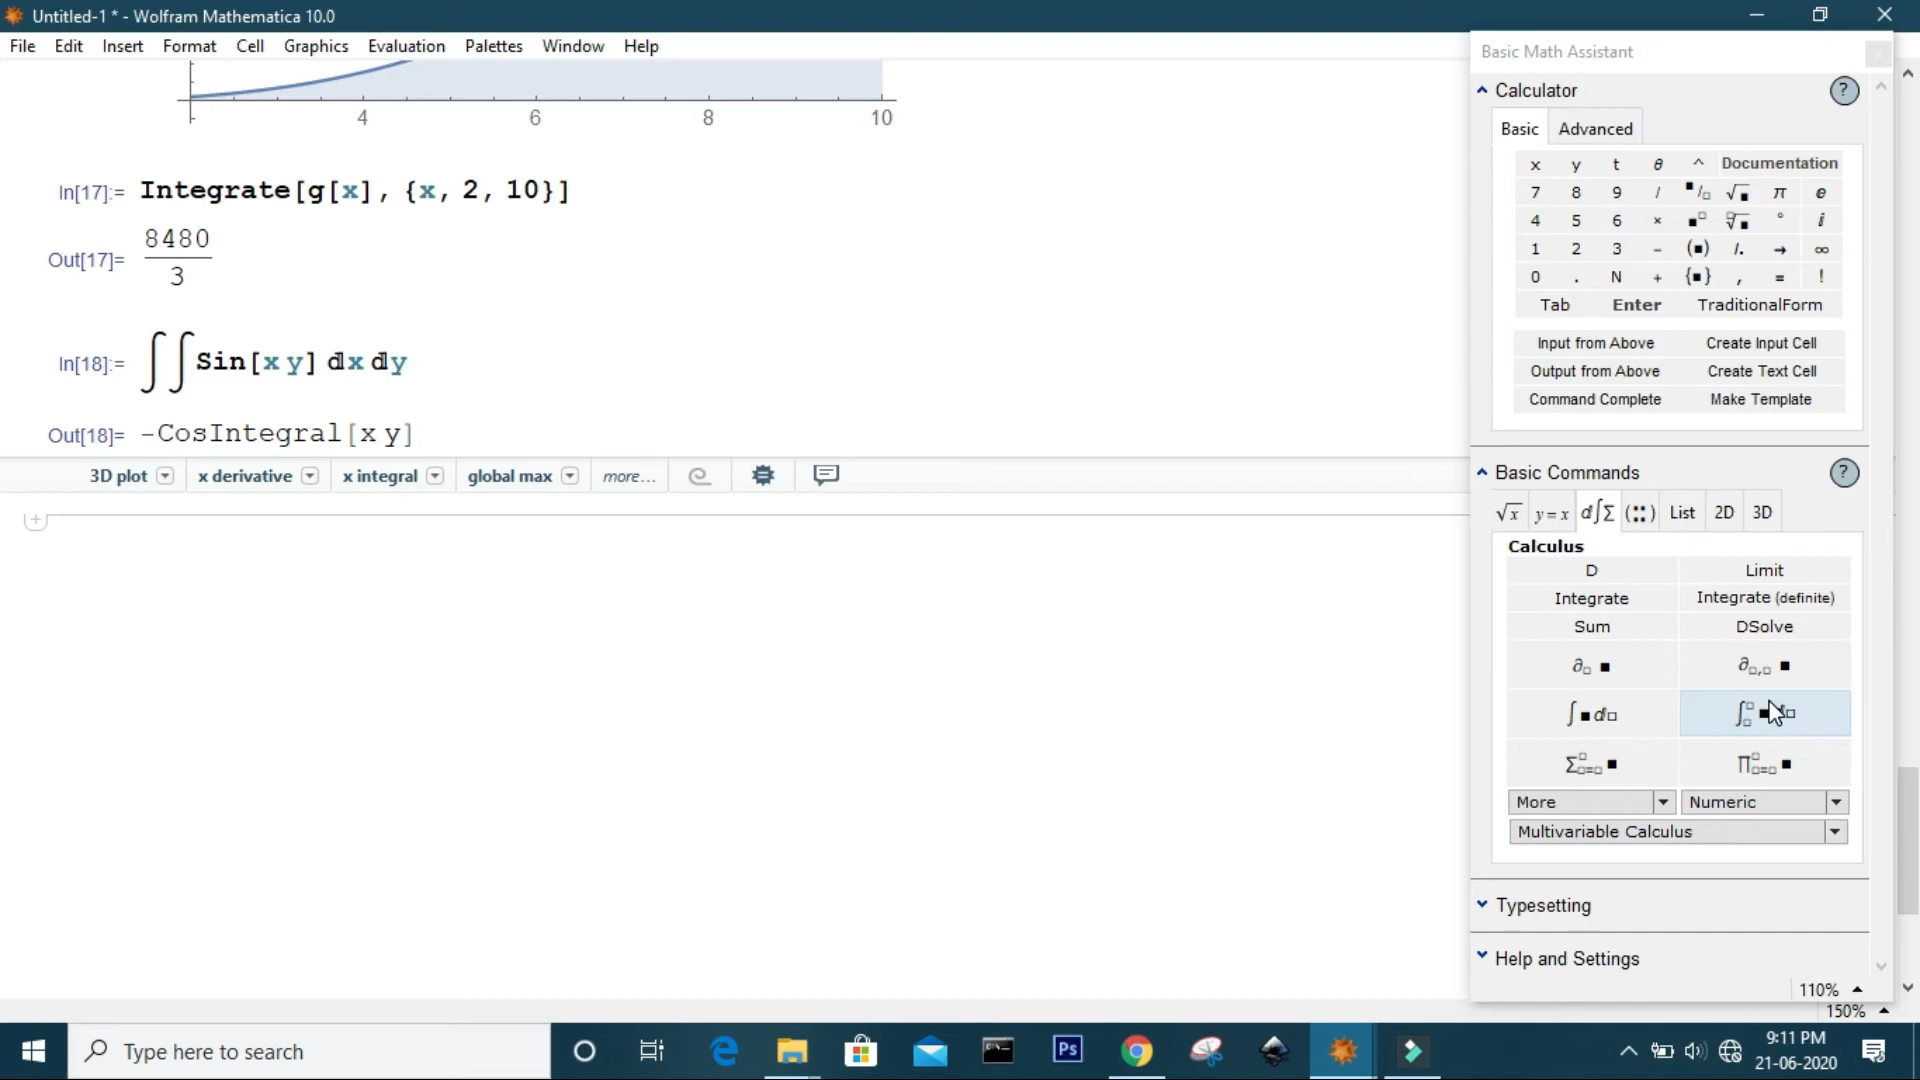 Untitled-1 * - Wolfram Mathematica 10.0
File Edit Insert Format Cell Graphics Evaluation Palettes Window Help
4 6 8 10
In[17]:= Integrate[g[x], {x, 2, 10}]
Out[17]= 8480
3
In[18]:= ∫∫Sin[x y] ⅆx ⅆy
Out[18]= -CosIntegral[x y]
3D plot x derivative x integral global max more...
Basic Math Assistant
Calculator ?
Basic Advanced
x y t θ ^ Documentation
7 8 9 / ■/□ √■ π ⅇ
4 5 6 × ■□ □√■ ° ⅈ
1 2 3 − (■) /. → ∞
0 . N + {■} , = !
Tab Enter TraditionalForm
Input from Above Create Input Cell
Output from Above Create Text Cell
Command Complete Make Template
Basic Commands ?
√x y=x d∫Σ (∷) List 2D 3D
Calculus
D Limit
Integrate Integrate (definite)
Sum DSolve
∂□ ■ ∂□,□ ■
∫■ⅆ□ ∫□□ ■ⅆ□
Σ□□=□ ■ ∏□□=□ ■
More Numeric
Multivariable Calculus
Typesetting
Help and Settings
110%
150%
Type here to search
Ps
9:11 PM
21-06-2020